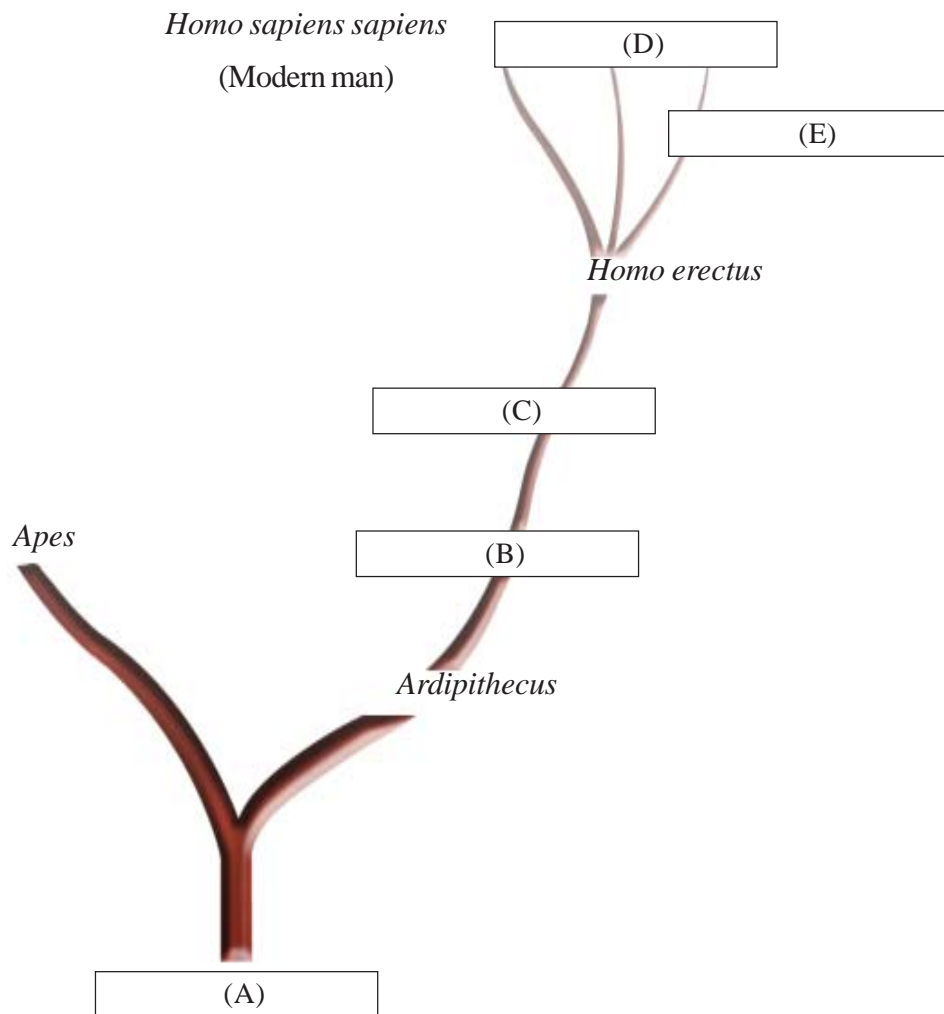 Homo sapiens sapiens
(Modern man)
(D)
(E)
Homo erectus
(C)
Apes
(B)
Ardipithecus
(A)